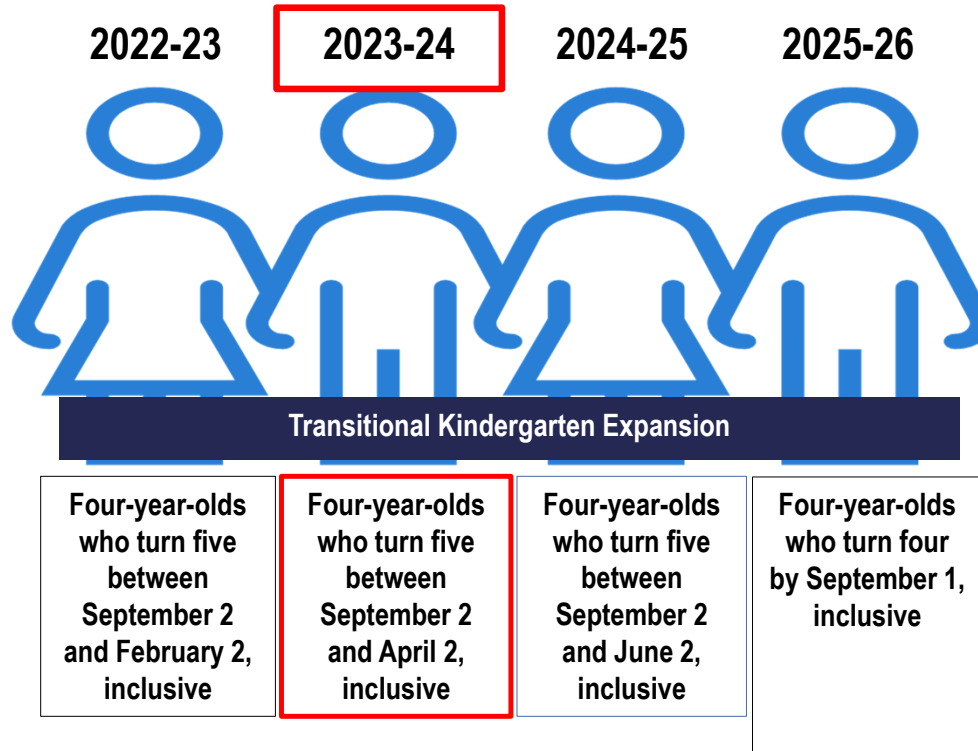 2022-23
2023-24
2024-25
2025-26
Transitional Kindergarten Expansion
Four-year-olds
who turn five
between
September 2
and February 2,
inclusive
Four-year-olds
who turn five
between
September 2
and April 2,
inclusive
Four-year-olds
who turn five
between
September 2
and June 2,
inclusive
Four-year-olds
who turn four
by September 1,
inclusive